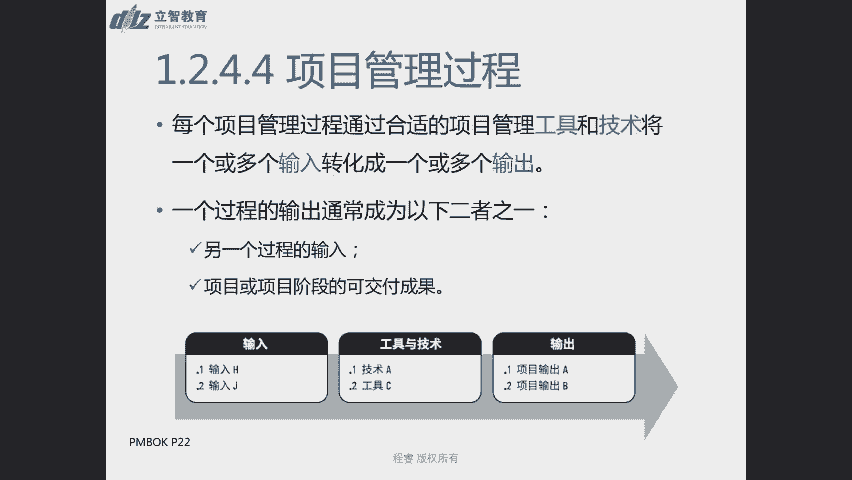 立智教育
1.2.4.4 项目管理过程
• 每个项目管理过程通过合适的项目管理工具和技术将
一个或多个输入转化成一个或多个输出。
• 一个过程的输出通常成为以下二者之一：
✓另一个过程的输入；
✓项目或项目阶段的可交付成果。
输入
.1 输入 H
.2 输入 J
工具与技术
.1 技术 A
.2 工具 C
输出
.1 项目输出 A
.2 项目输出 B
PMBOK P22
程睿 版权所有